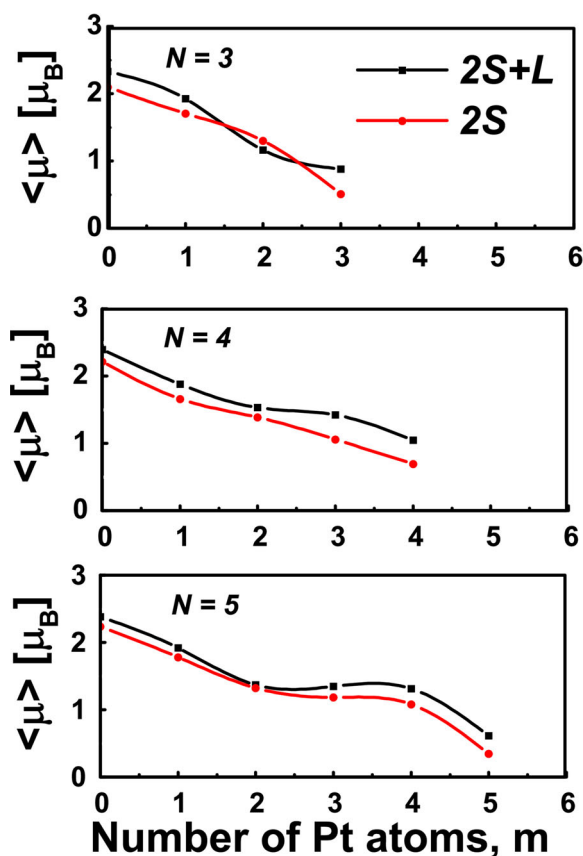 3
N = 3
2S+L
2S
2
1
0
<μ> [μB]
0 1 2 3 4 5 6
3
N = 4
2
1
0
<μ> [μB]
0 1 2 3 4 5 6
3
N = 5
2
1
0
<μ> [μB]
0 1 2 3 4 5 6
Number of Pt atoms, m